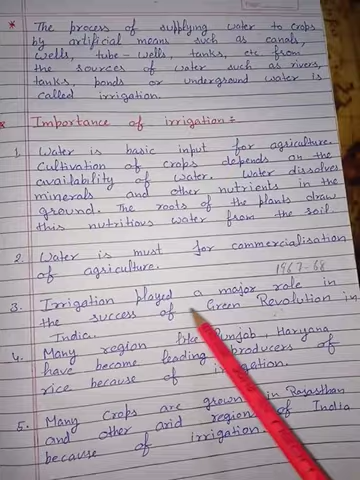 * The process of supplying water to crops
by artificial means such as canals,
wells, tube-wells, tanks, etc from
the sources of water such as rivers,
tanks, ponds or underground water is
called irrigation.
* Importance of irrigation:
1. Water is basic input for agriculture.
Cultivation of crops depends on the
availability of water. Water dissolves
minerals and other nutrients in the
ground. The roots of the plants draw
this nutritious water from the soil
2. Water is must for commercialisation
of agriculture.
1967-68
3. Irrigation played a major role in
the success of Green Revolution in
India.
4. Many region like Punjab, Haryana
have become leading producers of
rice because of irrigation.
5. Many crops are grown in Rajasthan
and other arid regions of India
because of irrigation.